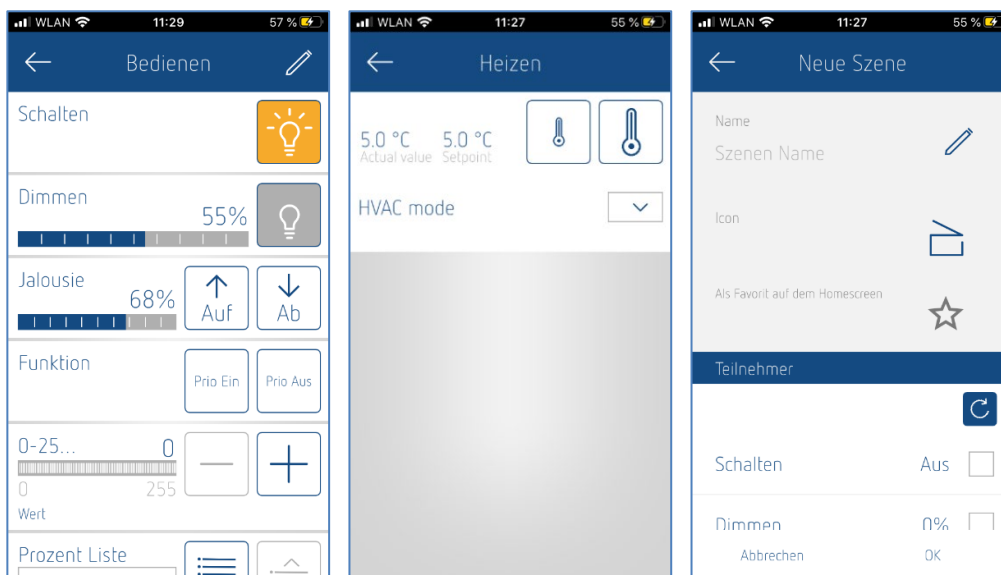 WLAN 11:29 57 %
Bedienen
Schalten
Dimmen
55%
Jalousie
68%
Auf
Ab
Funktion
Prio Ein
Prio Aus
0-25...
0
0
255
Wert
Prozent Liste
WLAN 11:27 55 %
Heizen
5.0 °C 5.0 °C
Actual value Setpoint
HVAC mode
WLAN 11:27 55 %
Neue Szene
Name
Szenen Name
Icon
Als Favorit auf dem Homescreen
Teilnehmer
Schalten Aus
Dimmen 0%
Abbrechen OK